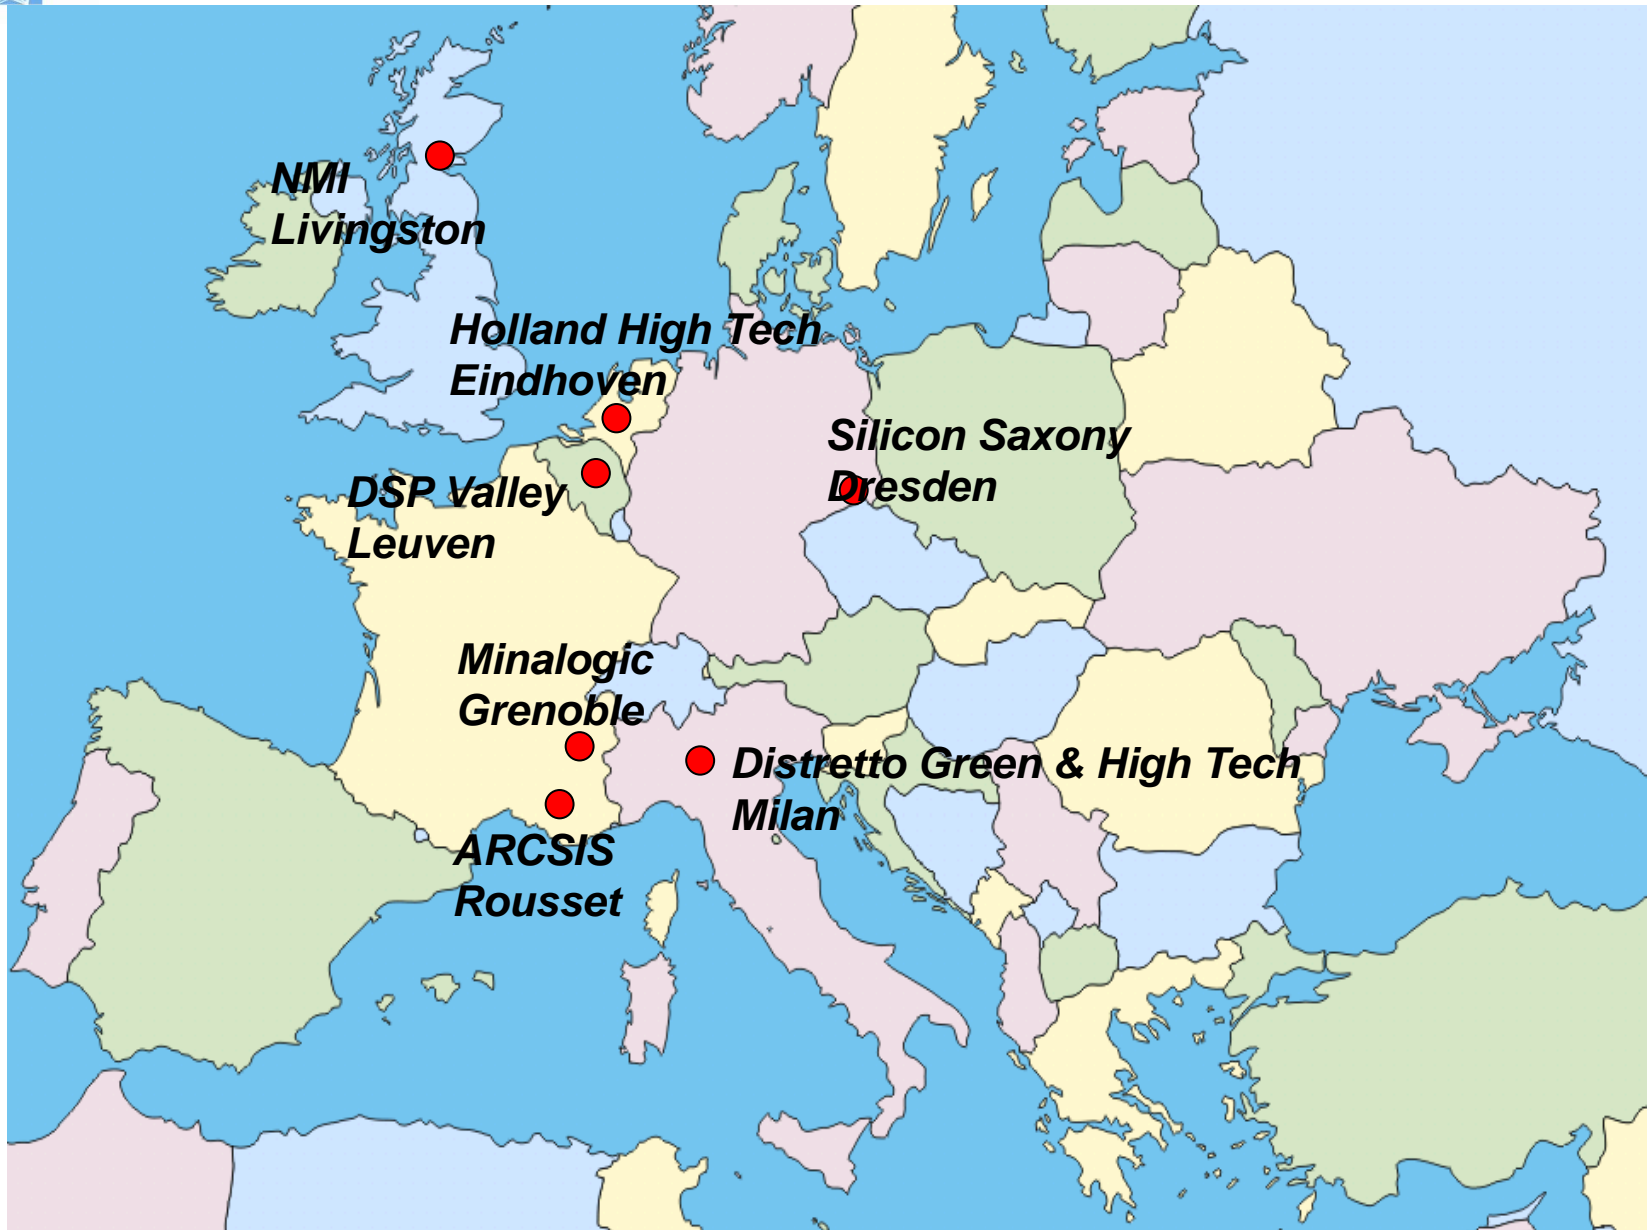 NMI
Livingston
Holland High Tech
Eindhoven
Silicon Saxony
Dresden
DSP Valley
Leuven
Minalogic
Grenoble
Distretto Green & High Tech
Milan
ARCSIS
Rousset